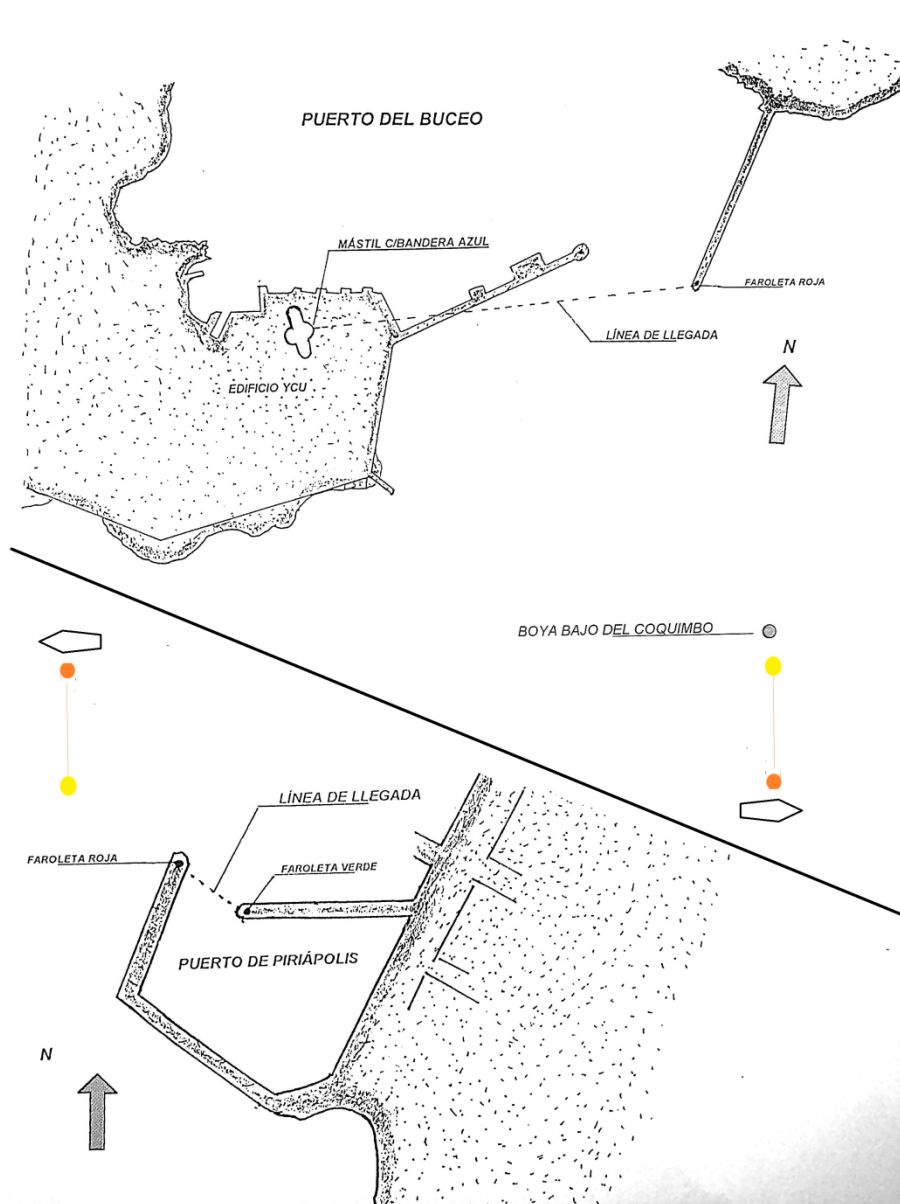 PUERTO DEL BUCEO
MÁSTIL C/BANDERA AZUL
FAROLETA ROJA
LÍNEA DE LLEGADA
N
EDIFICIO YCU
BOYA BAJO DEL COQUIMBO
LÍNEA DE LLEGADA
FAROLETA ROJA
FAROLETA VERDE
PUERTO DE PIRIÁPOLIS
N